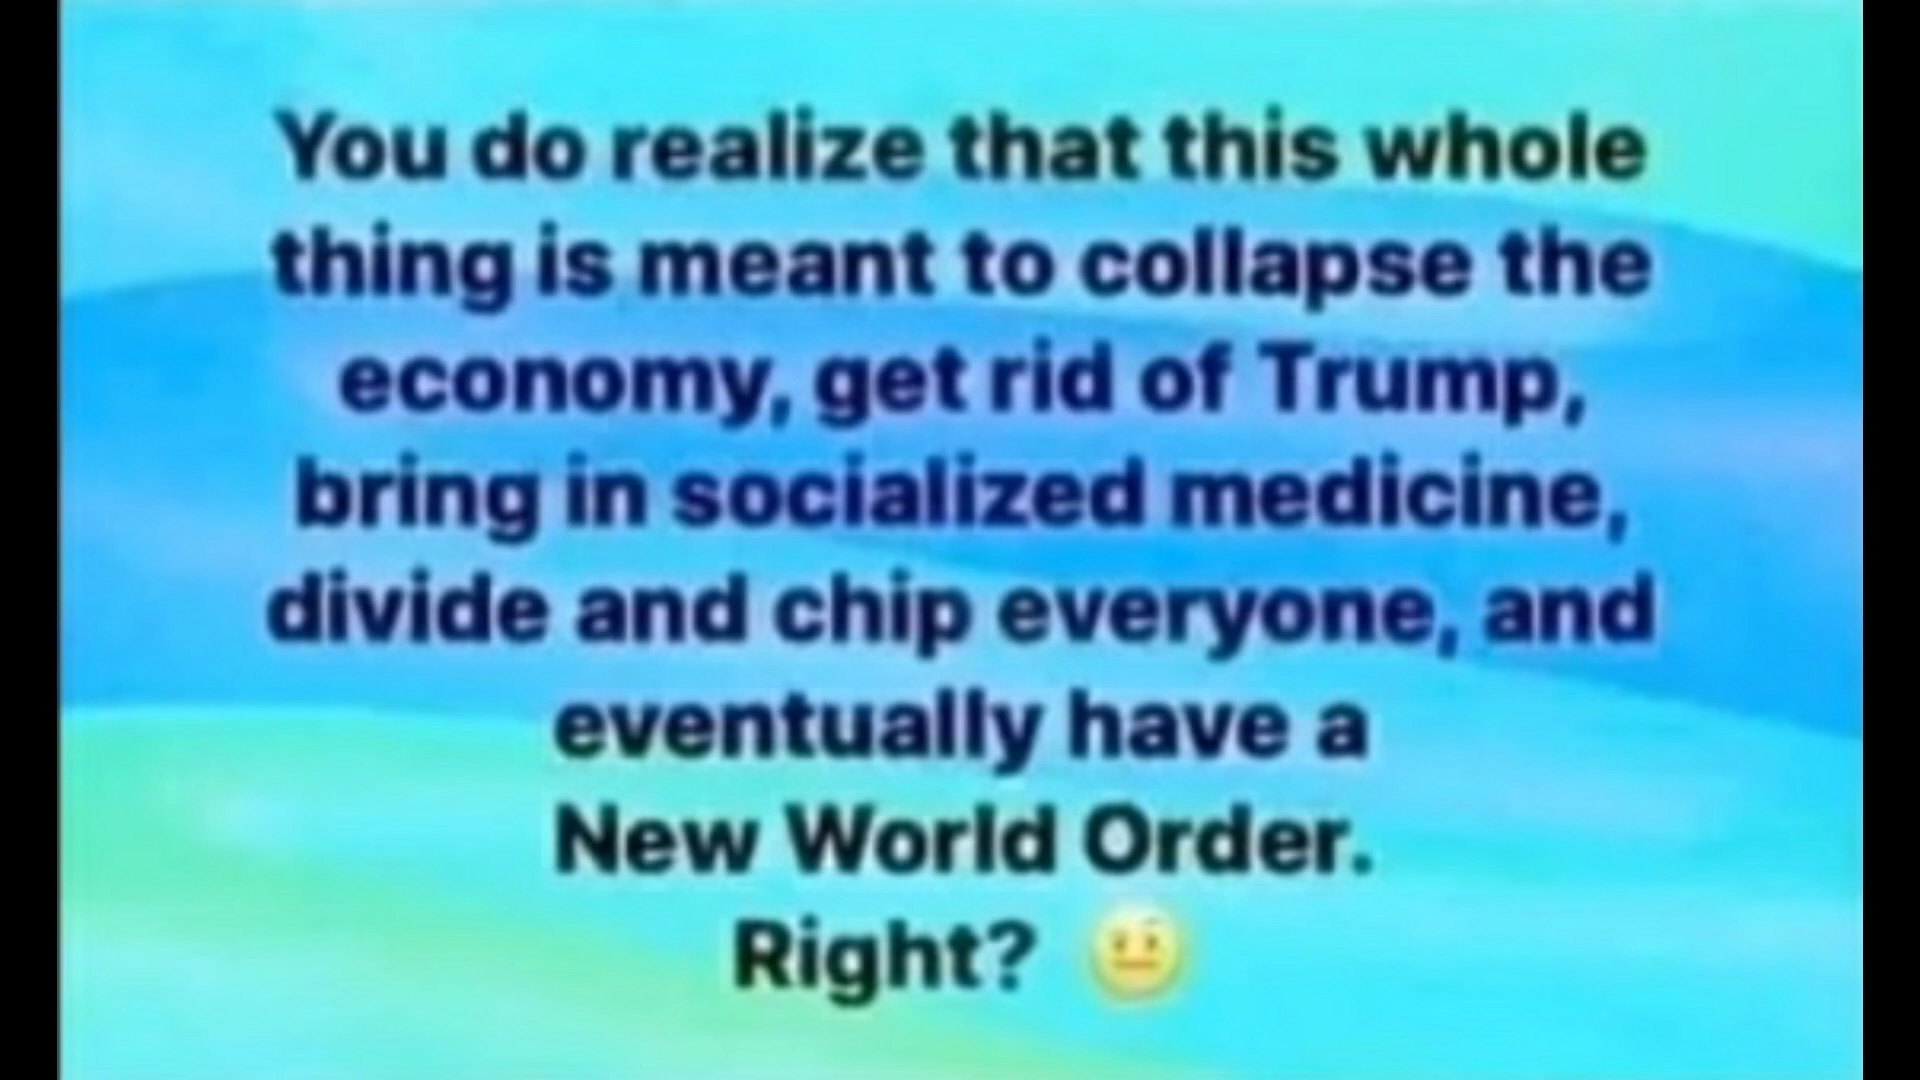 You do realize that this whole
thing is meant to collapse the
economy, get rid of Trump,
bring in socialized medicine,
divide and chip everyone, and
eventually have a
New World Order.
Right? 🤨